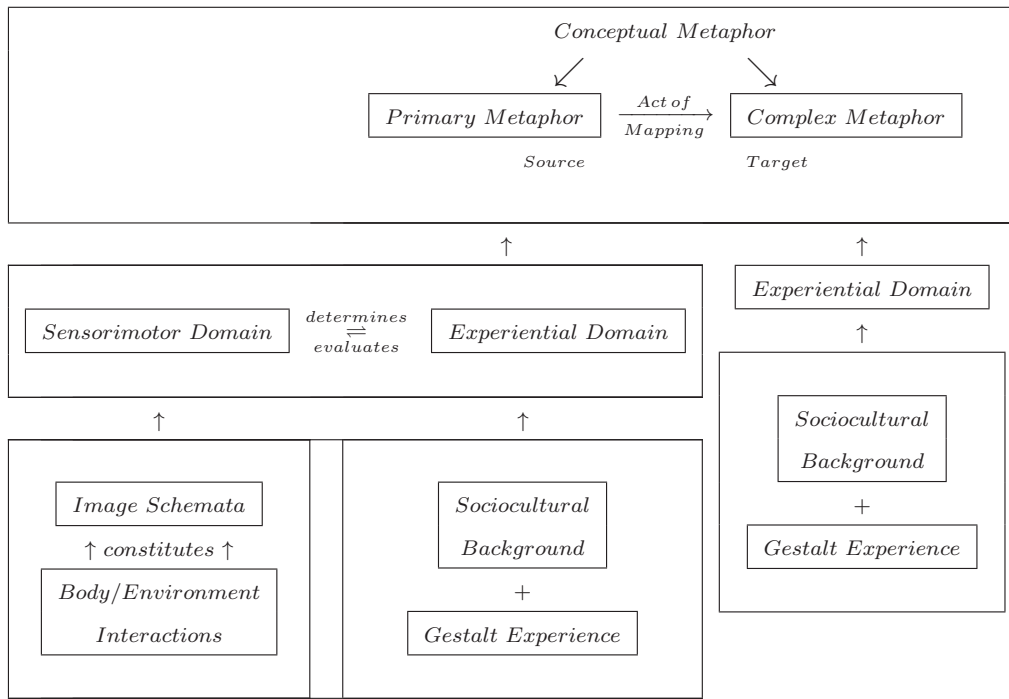 Conceptual Metaphor
Primary Metaphor
Act of
Mapping
Complex Metaphor
Source
Target
Sensorimotor Domain
determines
evaluates
Experiential Domain
Experiential Domain
Image Schemata
↑ constitutes ↑
Body/Environment
Interactions
Sociocultural
Background
+
Gestalt Experience
Sociocultural
Background
+
Gestalt Experience